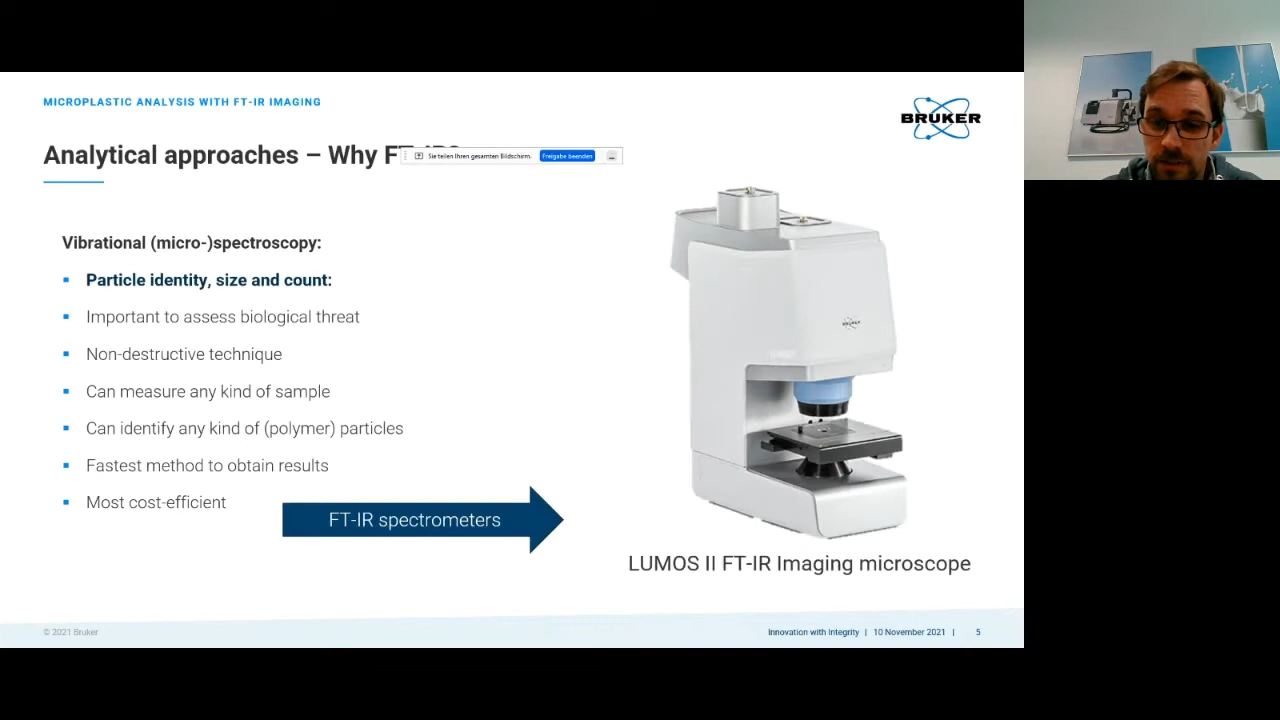 MICROPLASTIC ANALYSIS WITH FT-IR IMAGING
BRUKER
Analytical approaches – Why F
Sie teilen Ihren gesamten Bildschirm. Freigabe beenden
Vibrational (micro-)spectroscopy:
Particle identity, size and count:
Important to assess biological threat
Non-destructive technique
Can measure any kind of sample
Can identify any kind of (polymer) particles
Fastest method to obtain results
Most cost-efficient
FT-IR spectrometers
BRUKER
LUMOS II FT-IR Imaging microscope
© 2021 Bruker
Innovation with Integrity | 10 November 2021 | 5